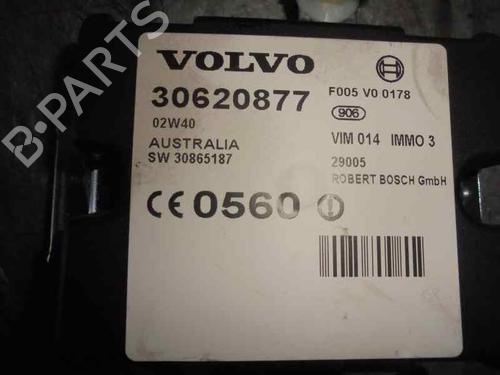 VOLVO
30620877
F005 V0 0178
906
02W40
VIM 014 IMMO 3
AUSTRALIA
SW 30865187
29005
ROBERT BOSCH GmbH
CE 0560
B-PARTS